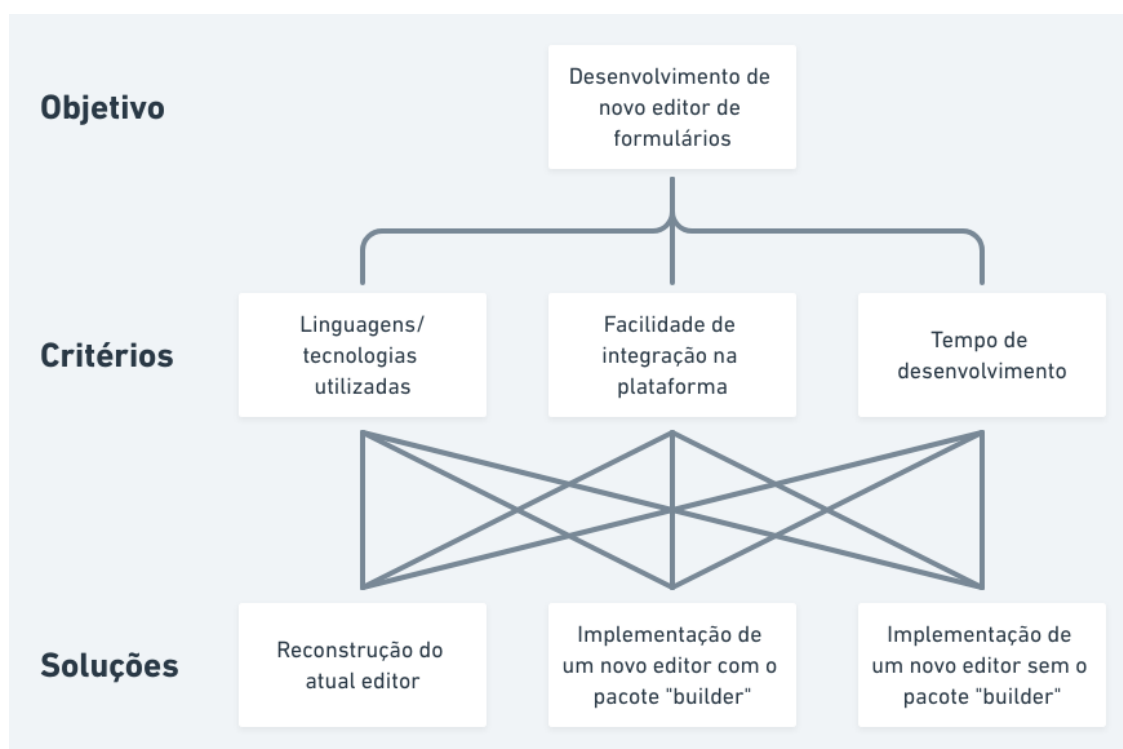 Objetivo
Desenvolvimento de
novo editor de
formulários
Critérios
Linguagens/
tecnologias
utilizadas
Facilidade de
integração na
plataforma
Tempo de
desenvolvimento
Soluções
Reconstrução do
atual editor
Implementação de
um novo editor com o
pacote "builder"
Implementação de
um novo editor sem o
pacote "builder"